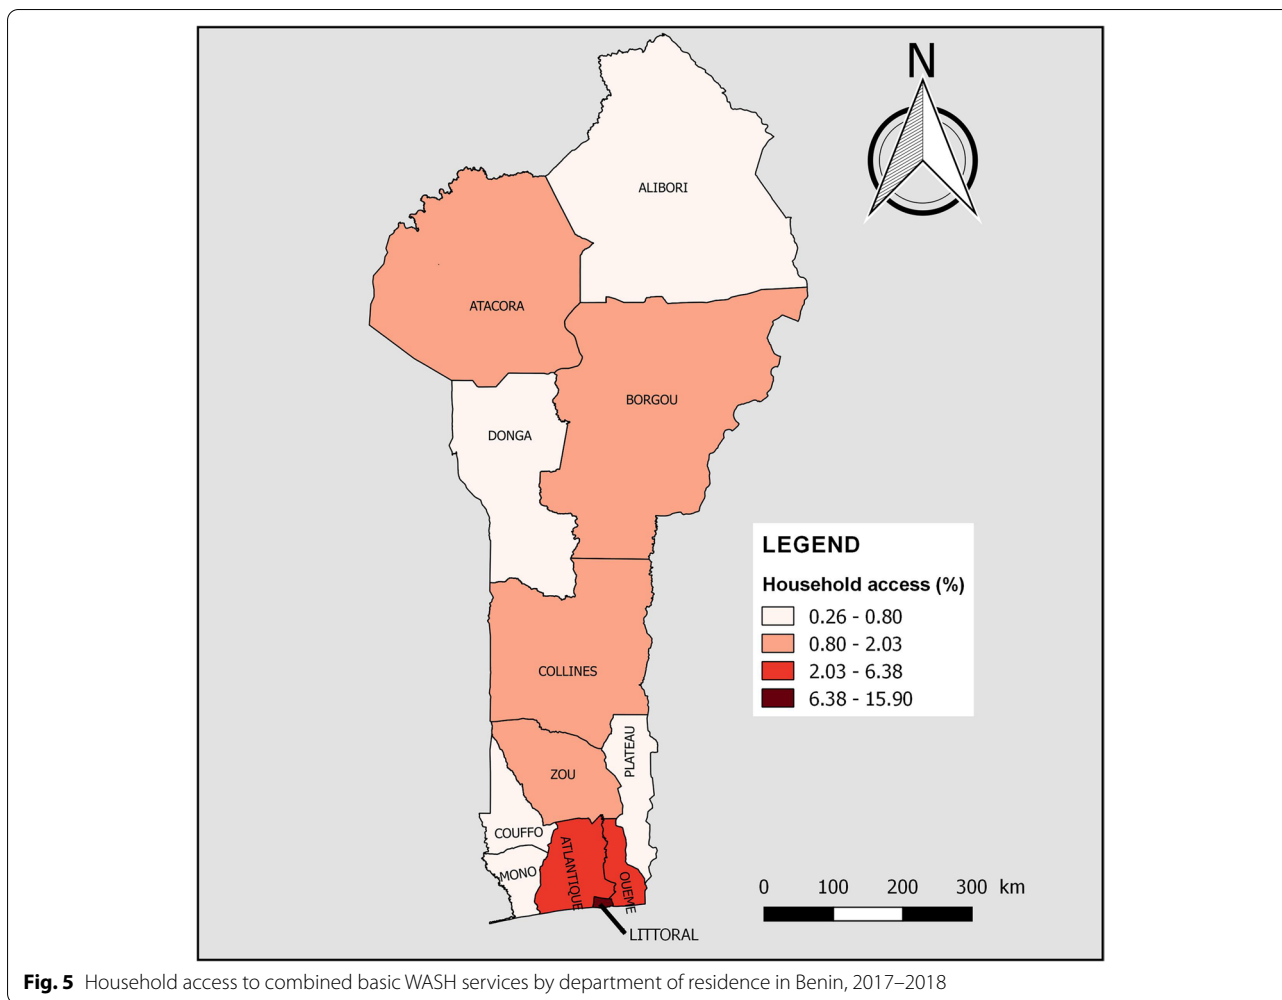 N
ALIBORI
ATACORA
BORGOU
DONGA
LEGEND
Household access (%)
0.26 - 0.80
0.80 - 2.03
2.03 - 6.38
6.38 - 15.90
COLLINES
PLATEAU
ZOU
COUFFO
ATLANTIQUE
MONO
OUEME
0 100 200 300 km
LITTORAL
Fig. 5 Household access to combined basic WASH services by department of residence in Benin, 2017–2018